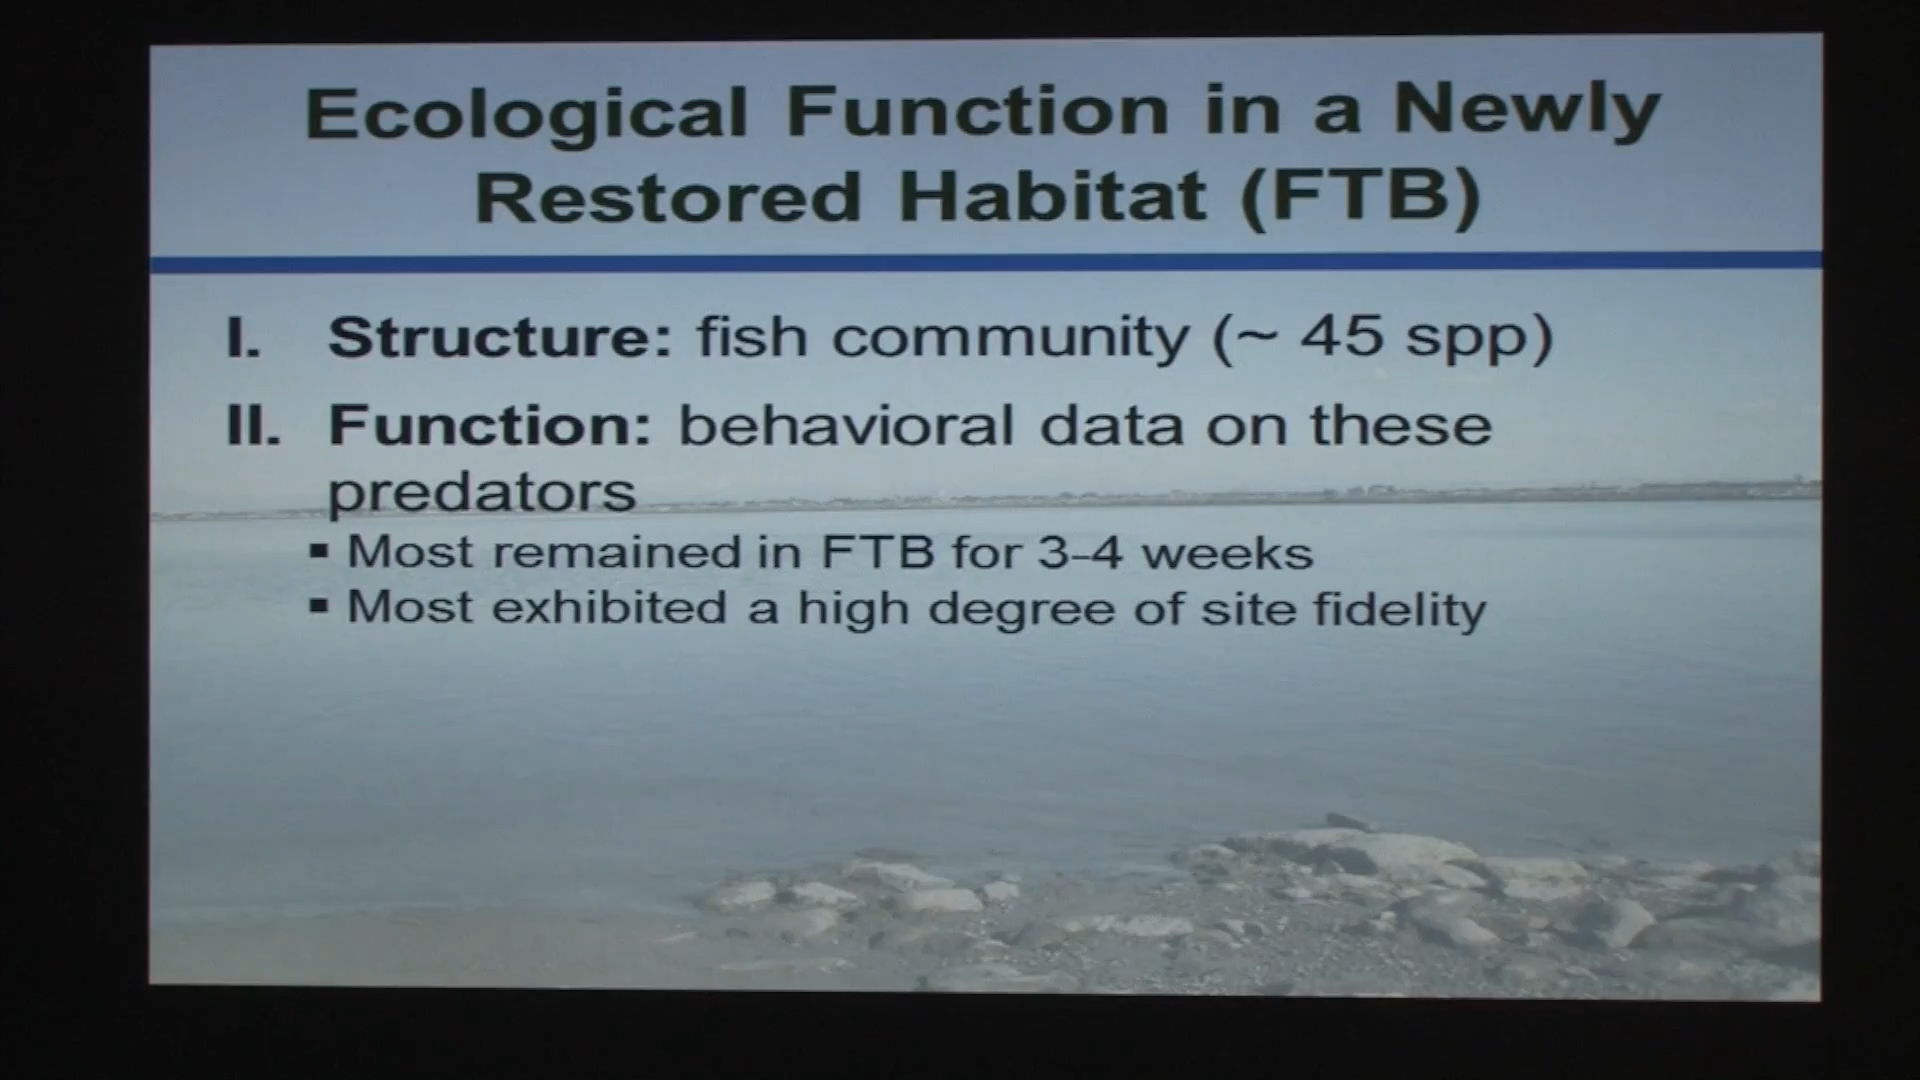 Ecological Function in a Newly
Restored Habitat (FTB)
I. Structure: fish community (~ 45 spp)
II. Function: behavioral data on these
predators
▪ Most remained in FTB for 3-4 weeks
▪ Most exhibited a high degree of site fidelity